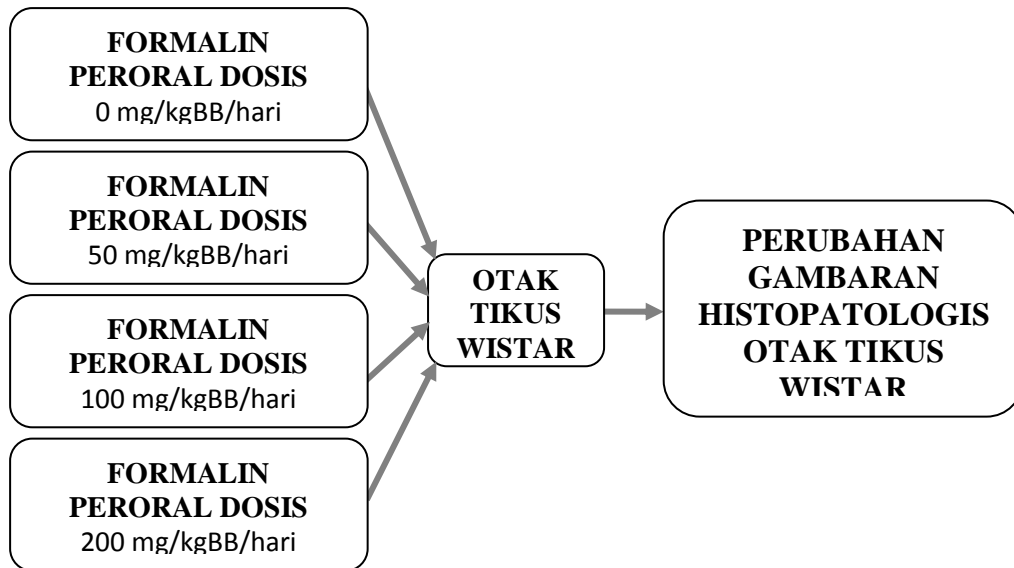 FORMALIN
PERORAL DOSIS
0 mg/kgBB/hari
FORMALIN
PERORAL DOSIS
50 mg/kgBB/hari
FORMALIN
PERORAL DOSIS
100 mg/kgBB/hari
FORMALIN
PERORAL DOSIS
200 mg/kgBB/hari
OTAK
TIKUS
WISTAR
PERUBAHAN
GAMBARAN
HISTOPATOLOGIS
OTAK TIKUS
WISTAR